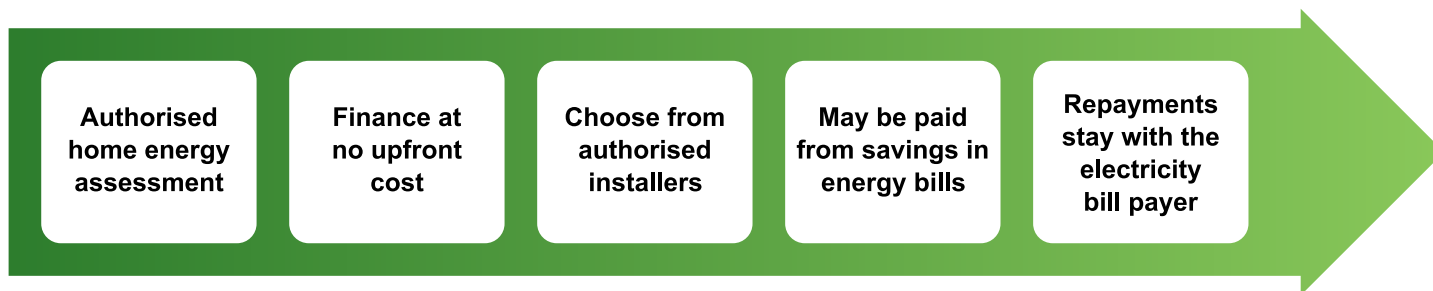 Authorised
home energy
assessment
Finance at
no upfront
cost
Choose from
authorised
installers
May be paid
from savings in
energy bills
Repayments
stay with the
electricity
bill payer